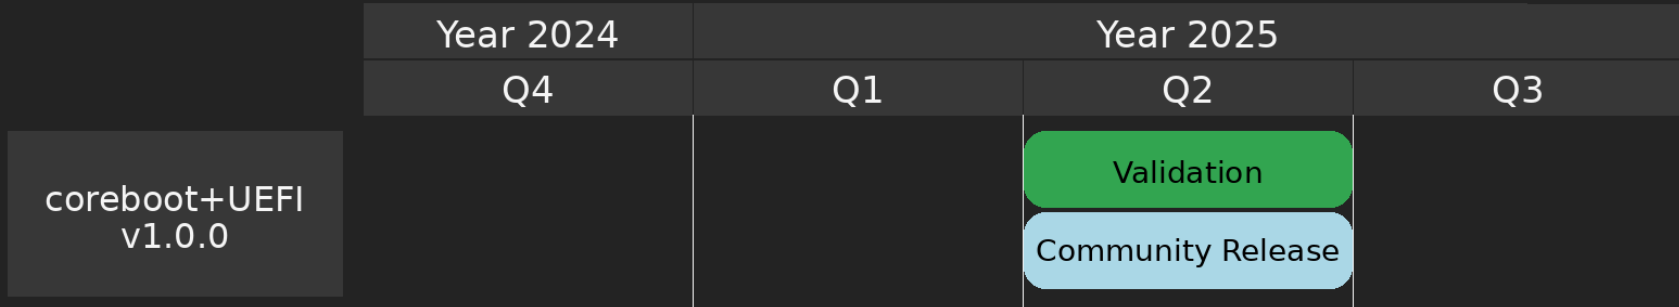 Year 2024
Year 2025
Q4
Q1
Q2
Q3
coreboot+UEFI
v1.0.0
Validation
Community Release